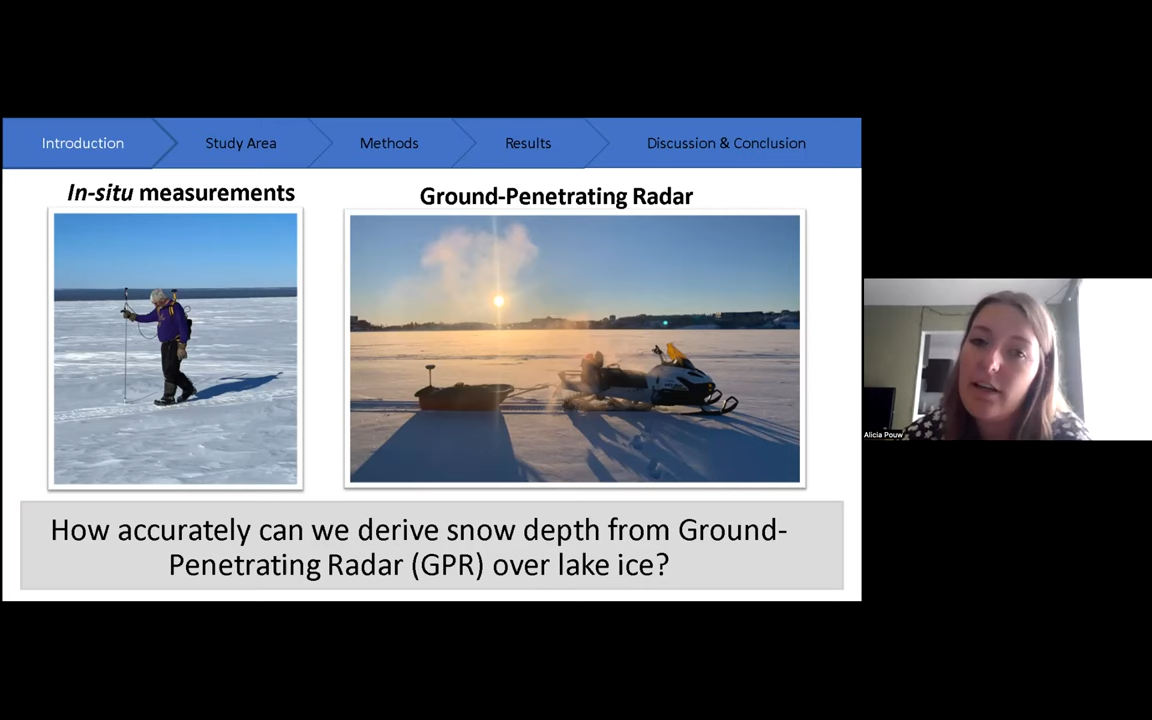 Introduction
Study Area
Methods
Results
Discussion & Conclusion
In-situ measurements
Ground-Penetrating Radar
How accurately can we derive snow depth from Ground-
Penetrating Radar (GPR) over lake ice?
Alicia Pouw